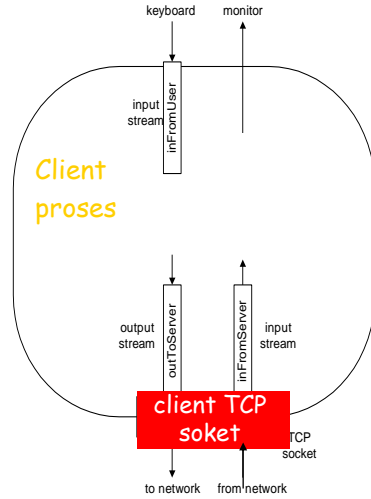 keyboard
monitor
input
stream
inFromUser
Client
proses
output
stream
outToServer
inFromServer
input
stream
client TCP
soket
TCP
socket
to network
from network